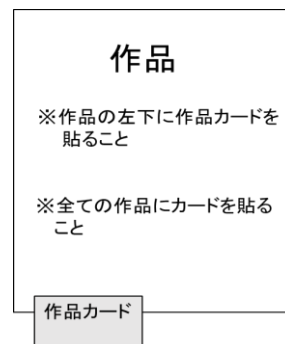 作品
※作品の左下に作品カードを
貼ること
※全ての作品にカードを貼る
こと
作品カード